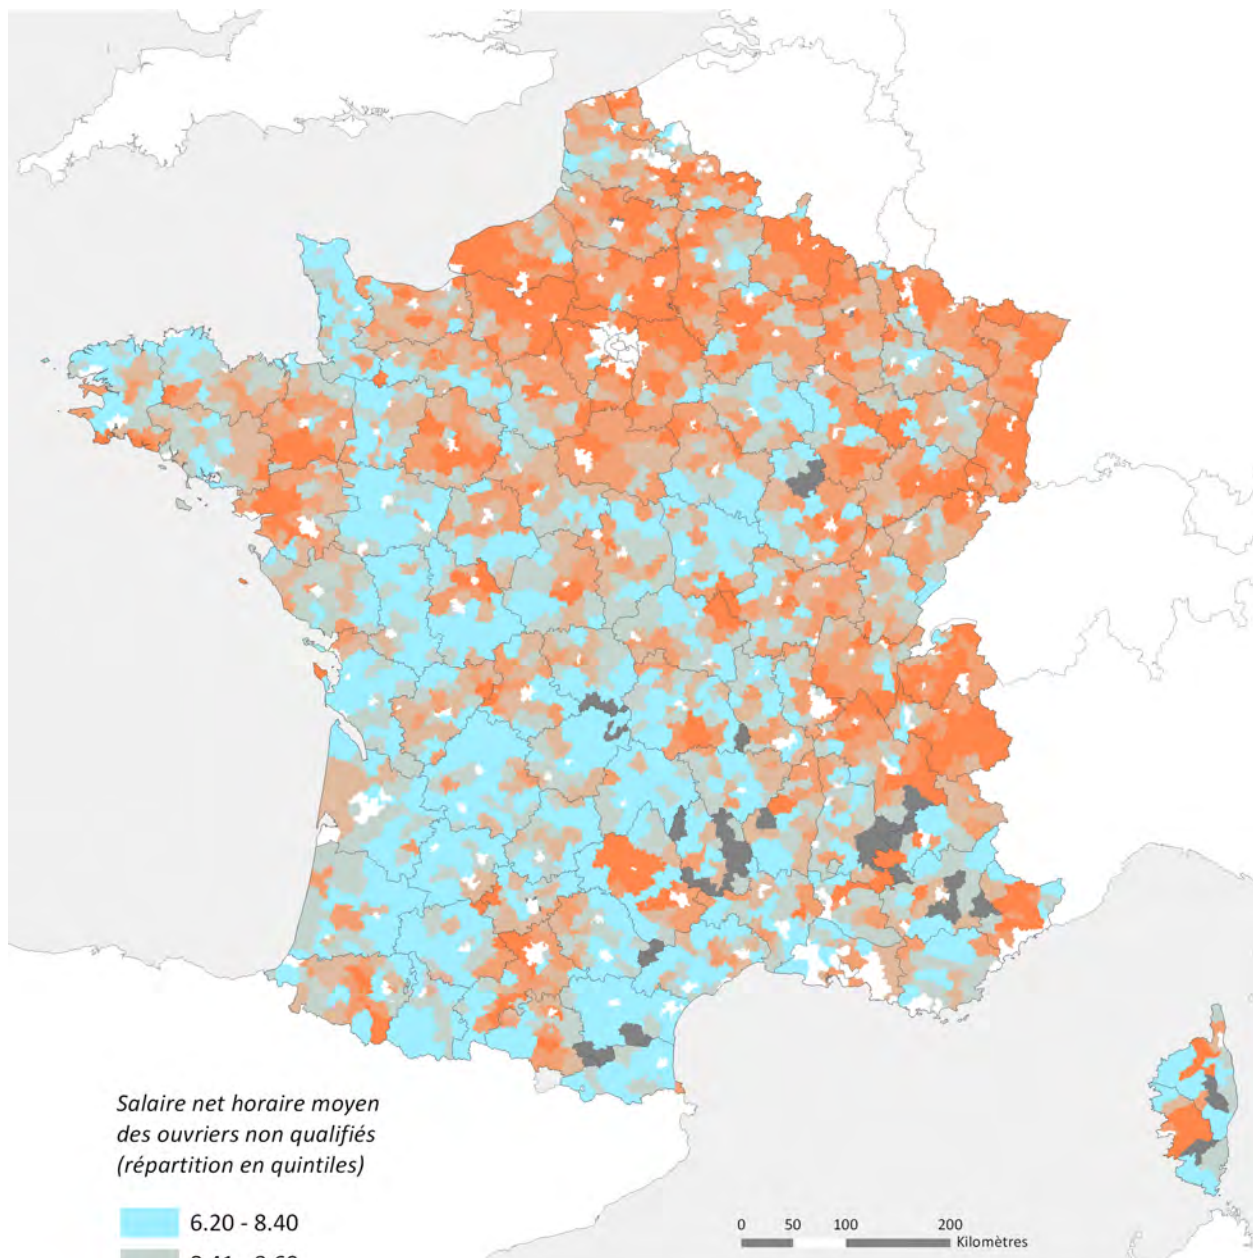 Salaire net horaire moyen
des ouvriers non qualifiés
(répartition en quintiles)
6.20 - 8.40
0 50 100 200
Kilomètres